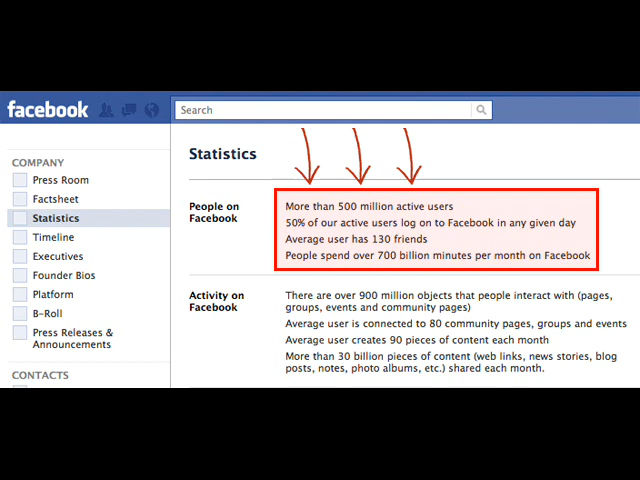 facebook
Search
COMPANY
Press Room
Factsheet
Statistics
Timeline
Executives
Founder Bios
Platform
B-Roll
Press Releases &
Announcements
CONTACTS
Statistics
People on
Facebook
More than 500 million active users
50% of our active users log on to Facebook in any given day
Average user has 130 friends
People spend over 700 billion minutes per month on Facebook
Activity on
Facebook
There are over 900 million objects that people interact with (pages,
groups, events and community pages)
Average user is connected to 80 community pages, groups and events
Average user creates 90 pieces of content each month
More than 30 billion pieces of content (web links, news stories, blog
posts, notes, photo albums, etc.) shared each month.